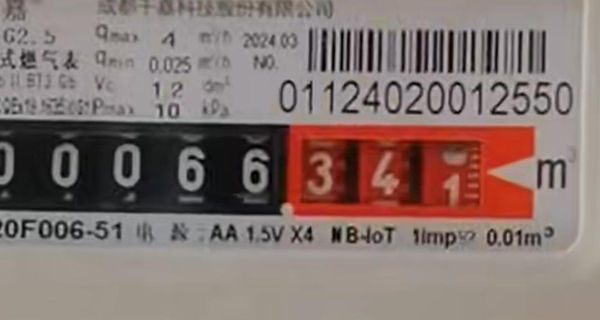 嘉 成都千嘉科技股份有限公司
G2.5 qmax 4 m³/h 2024.03
式燃气表 qmin 0.025 m³/h NO.
Vc 1.2 dm³
Pmax 10 kPa 01124020012550
0 0 0 6 6 3 4 1 m³
20F006-51 电 源:AA 1.5V X4 NB-IoT 1imp 0.01m³